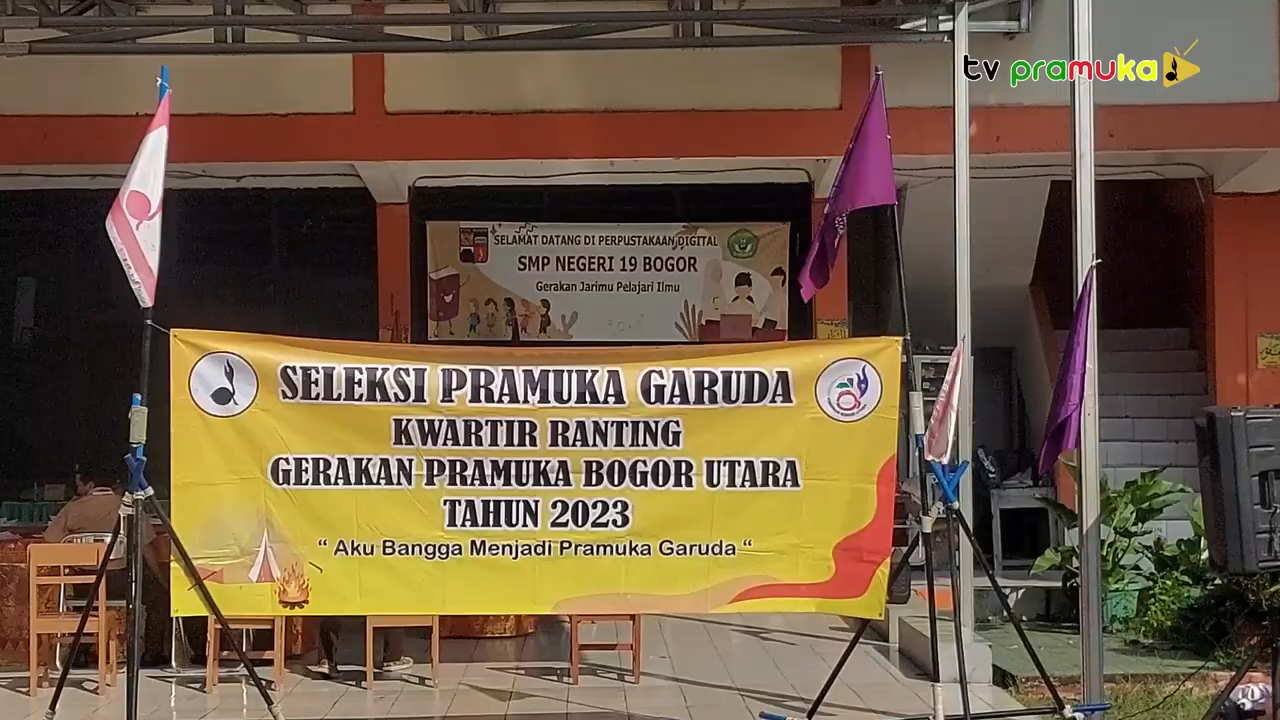 tv pramuka
SELAMAT DATANG DI PERPUSTAKAAN DIGITAL
SMP NEGERI 19 BOGOR
Gerakan Jarimu Pelajari Ilmu
SELEKSI PRAMUKA GARUDA
KWARTIR RANTING
GERAKAN PRAMUKA BOGOR UTARA
TAHUN 2023
“ Aku Bangga Menjadi Pramuka Garuda “